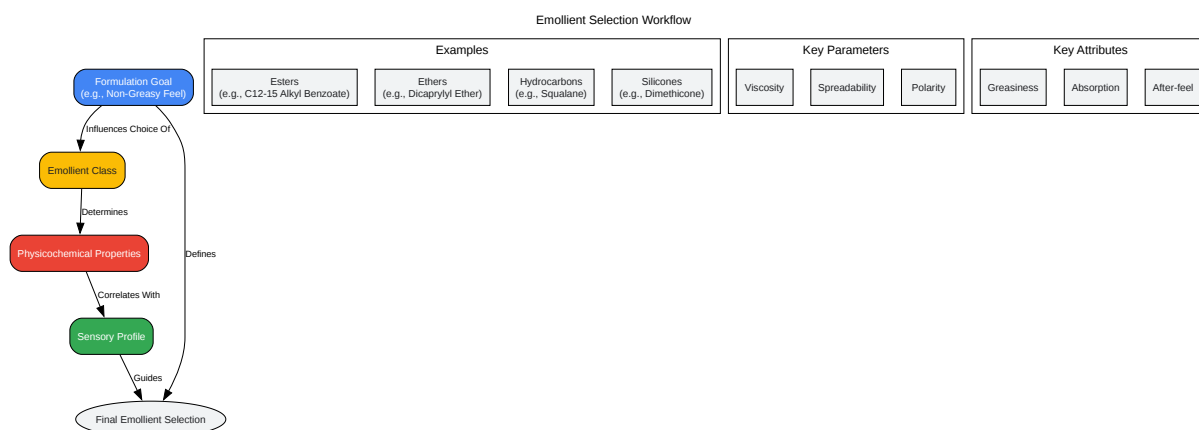 Emollient Selection Workflow
Examples
Key Parameters
Key Attributes
Formulation Goal
(e.g., Non-Greasy Feel)
Esters
(e.g., C12-15 Alkyl Benzoate)
Ethers
(e.g., Dicaprylyl Ether)
Hydrocarbons
(e.g., Squalane)
Silicones
(e.g., Dimethicone)
Viscosity
Spreadability
Polarity
Greasiness
Absorption
After-feel
Influences Choice Of
Emollient Class
Determines
Physicochemical Properties
Defines
Correlates With
Sensory Profile
Guides
Final Emollient Selection